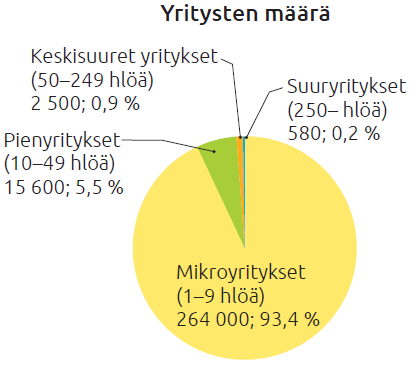 Yritysten määrä
Keskisuuret yritykset
(50–249 hlöä)
2 500; 0,9 %
Suuryritykset
(250– hlöä)
580; 0,2 %
Pienyritykset
(10–49 hlöä)
15 600; 5,5 %
Mikroyritykset
(1–9 hlöä)
264 000; 93,4 %